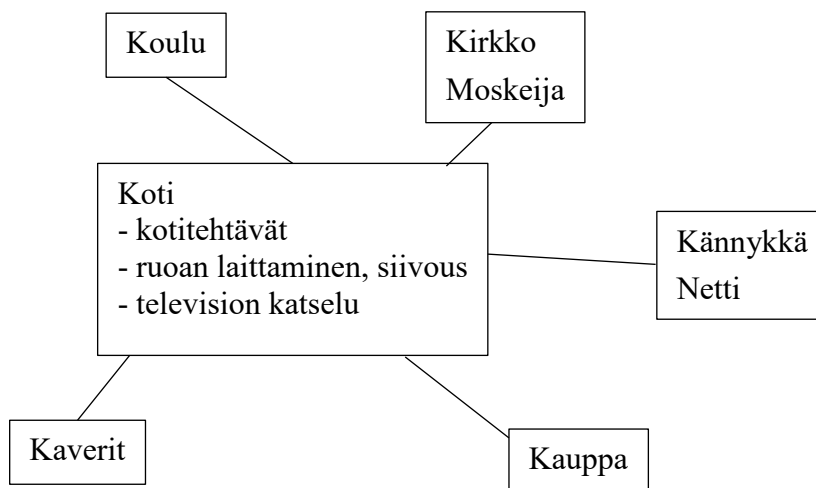 Koulu
Kirkko
Moskeija
Koti
- kotitehtävät
- ruoan laittaminen, siivous
- television katselu
Kännykkä
Netti
Kaverit
Kauppa